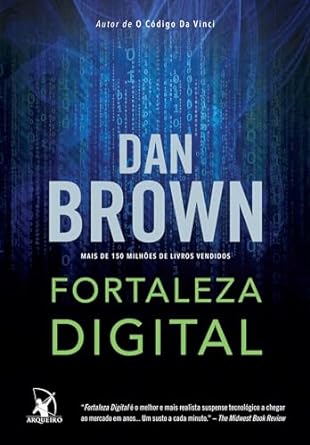 Autor de O Código Da Vinci
DAN
BROWN
MAIS DE 150 MILHÕES DE LIVROS VENDIDOS
FORTALEZA
DIGITAL
ARQUEIRO
"Fortaleza Digital é o melhor e mais realista suspense tecnológico a chegar
ao mercado em anos... Um susto a cada minuto." – The Midwest Book Review